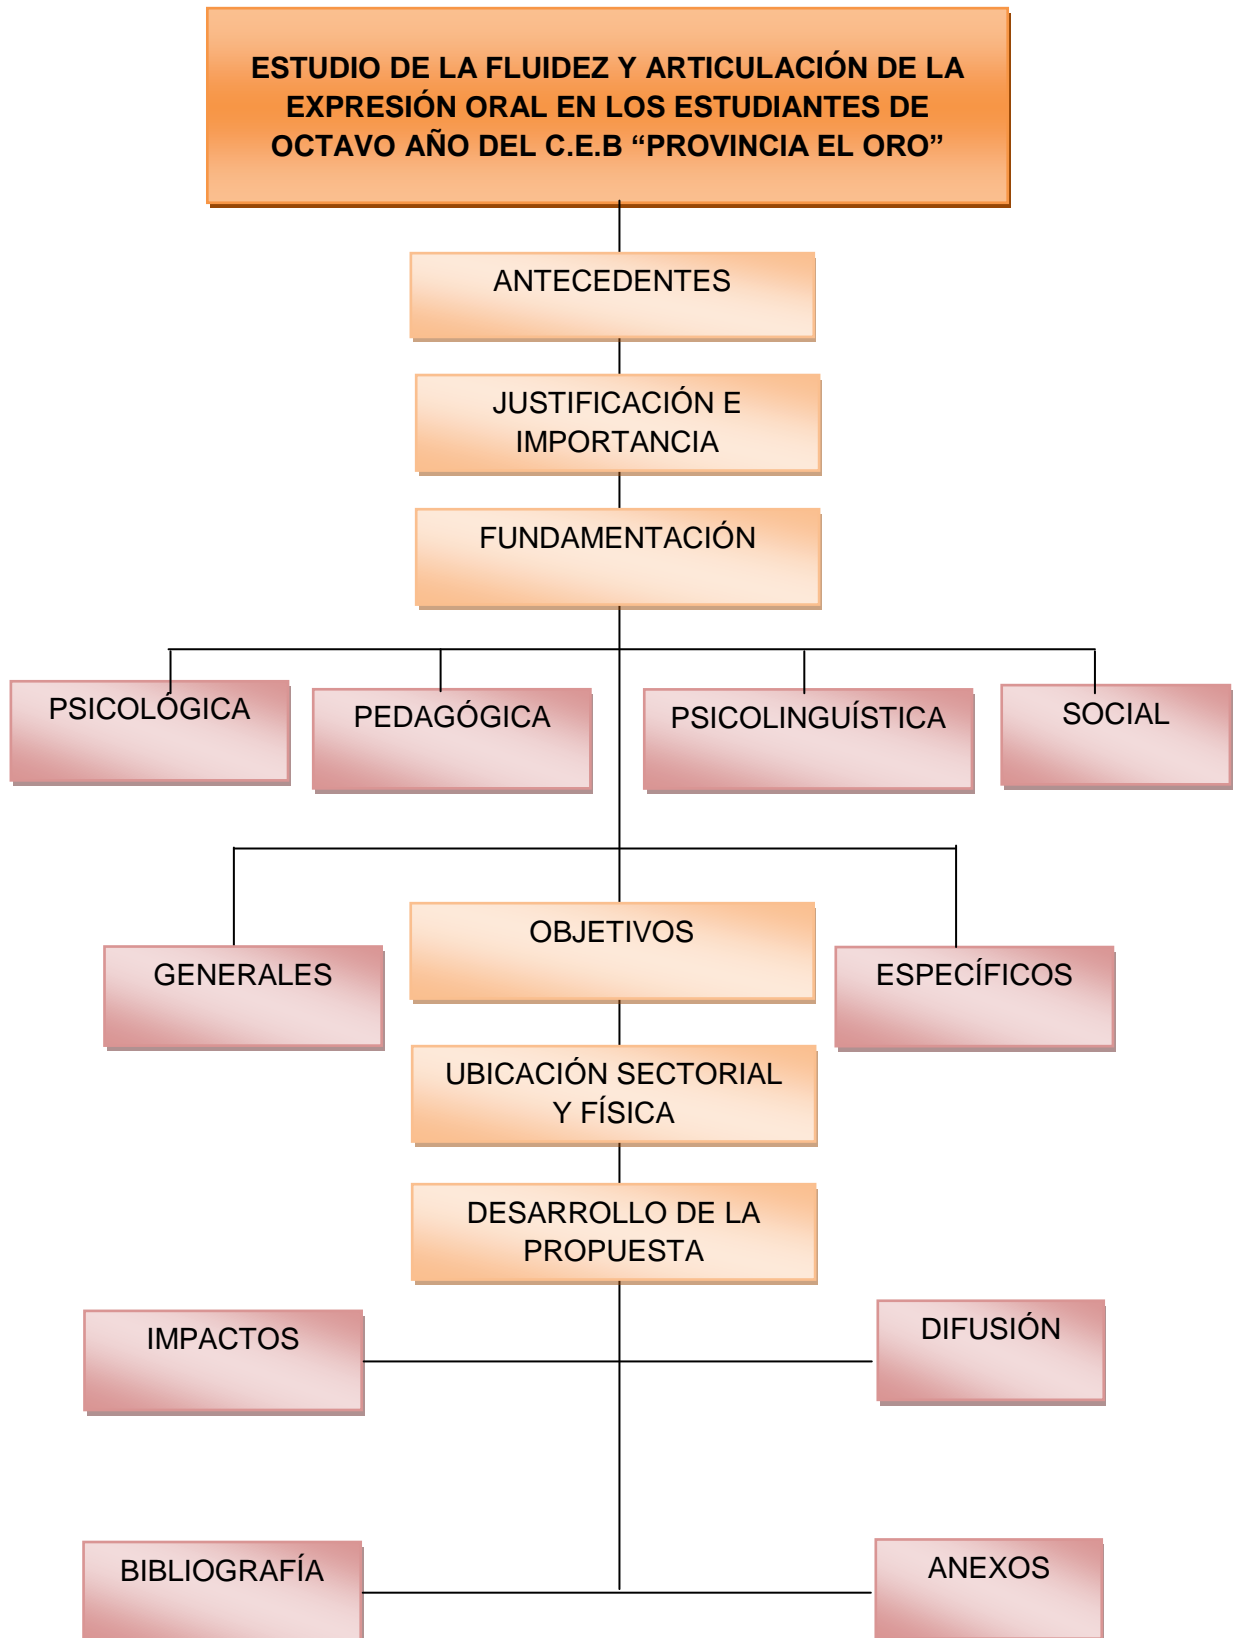 ESTUDIO DE LA FLUIDEZ Y ARTICULACIÓN DE LA
EXPRESIÓN ORAL EN LOS ESTUDIANTES DE
OCTAVO AÑO DEL C.E.B “PROVINCIA EL ORO”
ANTECEDENTES
JUSTIFICACIÓN E
IMPORTANCIA
FUNDAMENTACIÓN
PSICOLÓGICA
PEDAGÓGICA
PSICOLINGUÍSTICA
SOCIAL
OBJETIVOS
GENERALES
ESPECÍFICOS
UBICACIÓN SECTORIAL
Y FÍSICA
DESARROLLO DE LA
PROPUESTA
IMPACTOS
DIFUSIÓN
BIBLIOGRAFÍA
ANEXOS